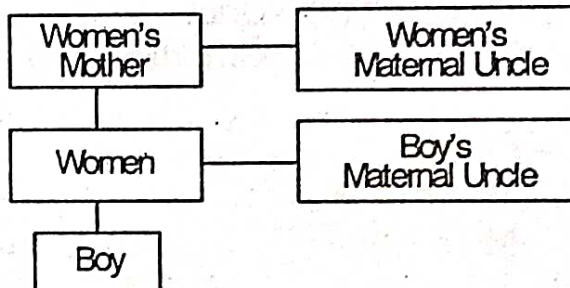 Women's
Mother
Women's
Maternal Uncle
Women
Boy's
Maternal Uncle
Boy